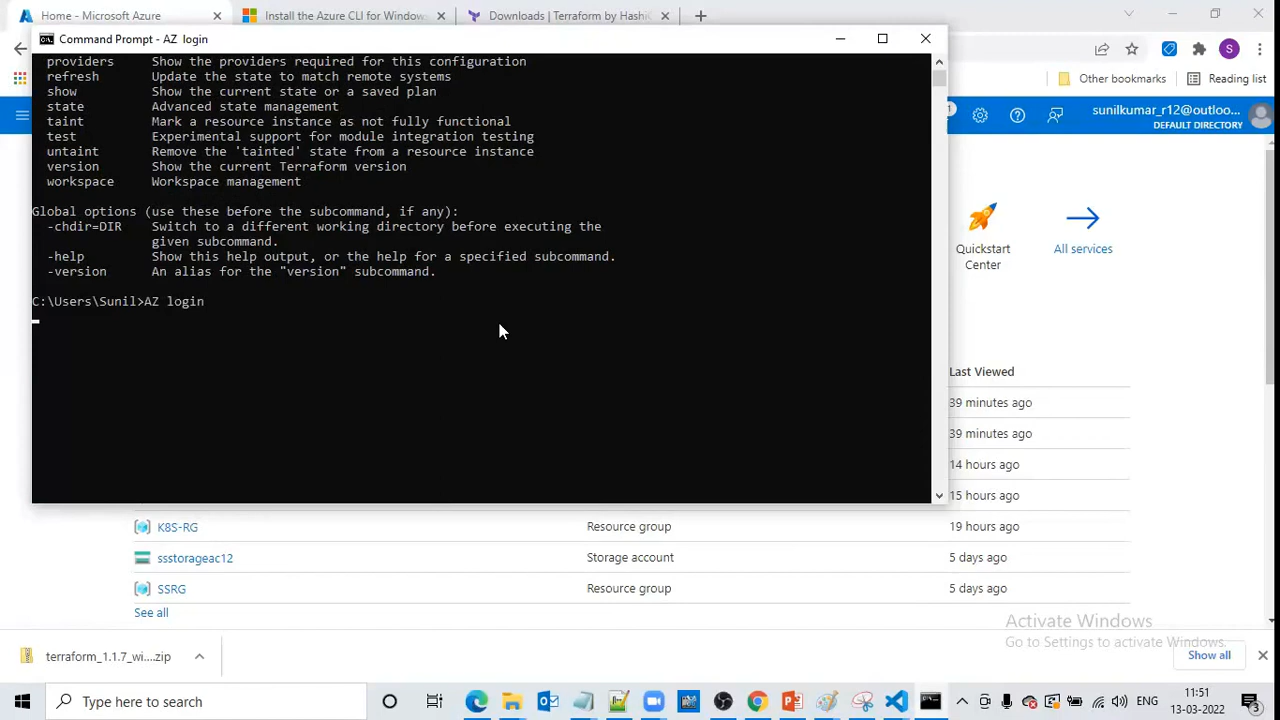 Home - Microsoft Azure
Install the Azure CLI for Windows
Downloads | Terraform by HashiC
Command Prompt - AZ  login
S
Other bookmarks
Reading list
1
sunilkumar_r12@outloo...
DEFAULT DIRECTORY
providers Show the providers required for this configuration
refresh Update the state to match remote systems
show Show the current state or a saved plan
state Advanced state management
taint Mark a resource instance as not fully functional
test Experimental support for module integration testing
untaint Remove the 'tainted' state from a resource instance
version Show the current Terraform version
workspace Workspace management
Global options (use these before the subcommand, if any):
-chdir=DIR Switch to a different working directory before executing the
given subcommand.
-help Show this help output, or the help for a specified subcommand.
-version An alias for the "version" subcommand.
C:\Users\Sunil>AZ login
Quickstart
Center
All services
Last Viewed
39 minutes ago
39 minutes ago
14 hours ago
15 hours ago
K8S-RG Resource group 19 hours ago
ssstorageac12 Storage account 5 days ago
SSRG Resource group 5 days ago
See all
Activate Windows
Go to Settings to activate Windows.
terraform_1.1.7_wi....zip
Show all
Type here to search
ENG
11:51
13-03-2022
3